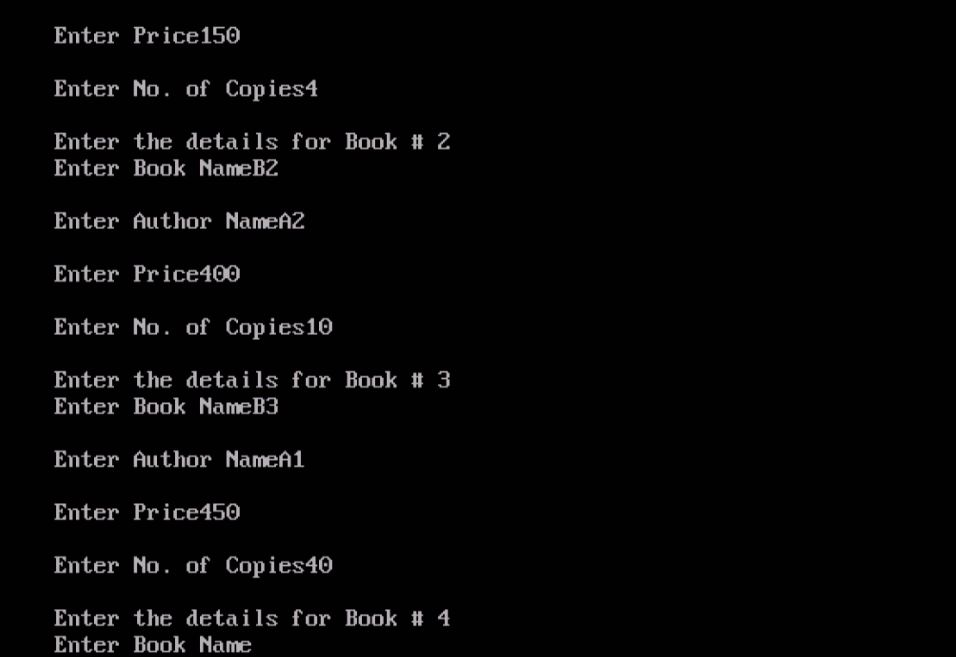 Enter Price150
Enter No. of Copies4
Enter the details for Book # 2
Enter Book NameB2
Enter Author NameA2
Enter Price400
Enter No. of Copies10
Enter the details for Book # 3
Enter Book NameB3
Enter Author NameA1
Enter Price450
Enter No. of Copies40
Enter the details for Book # 4
Enter Book Name